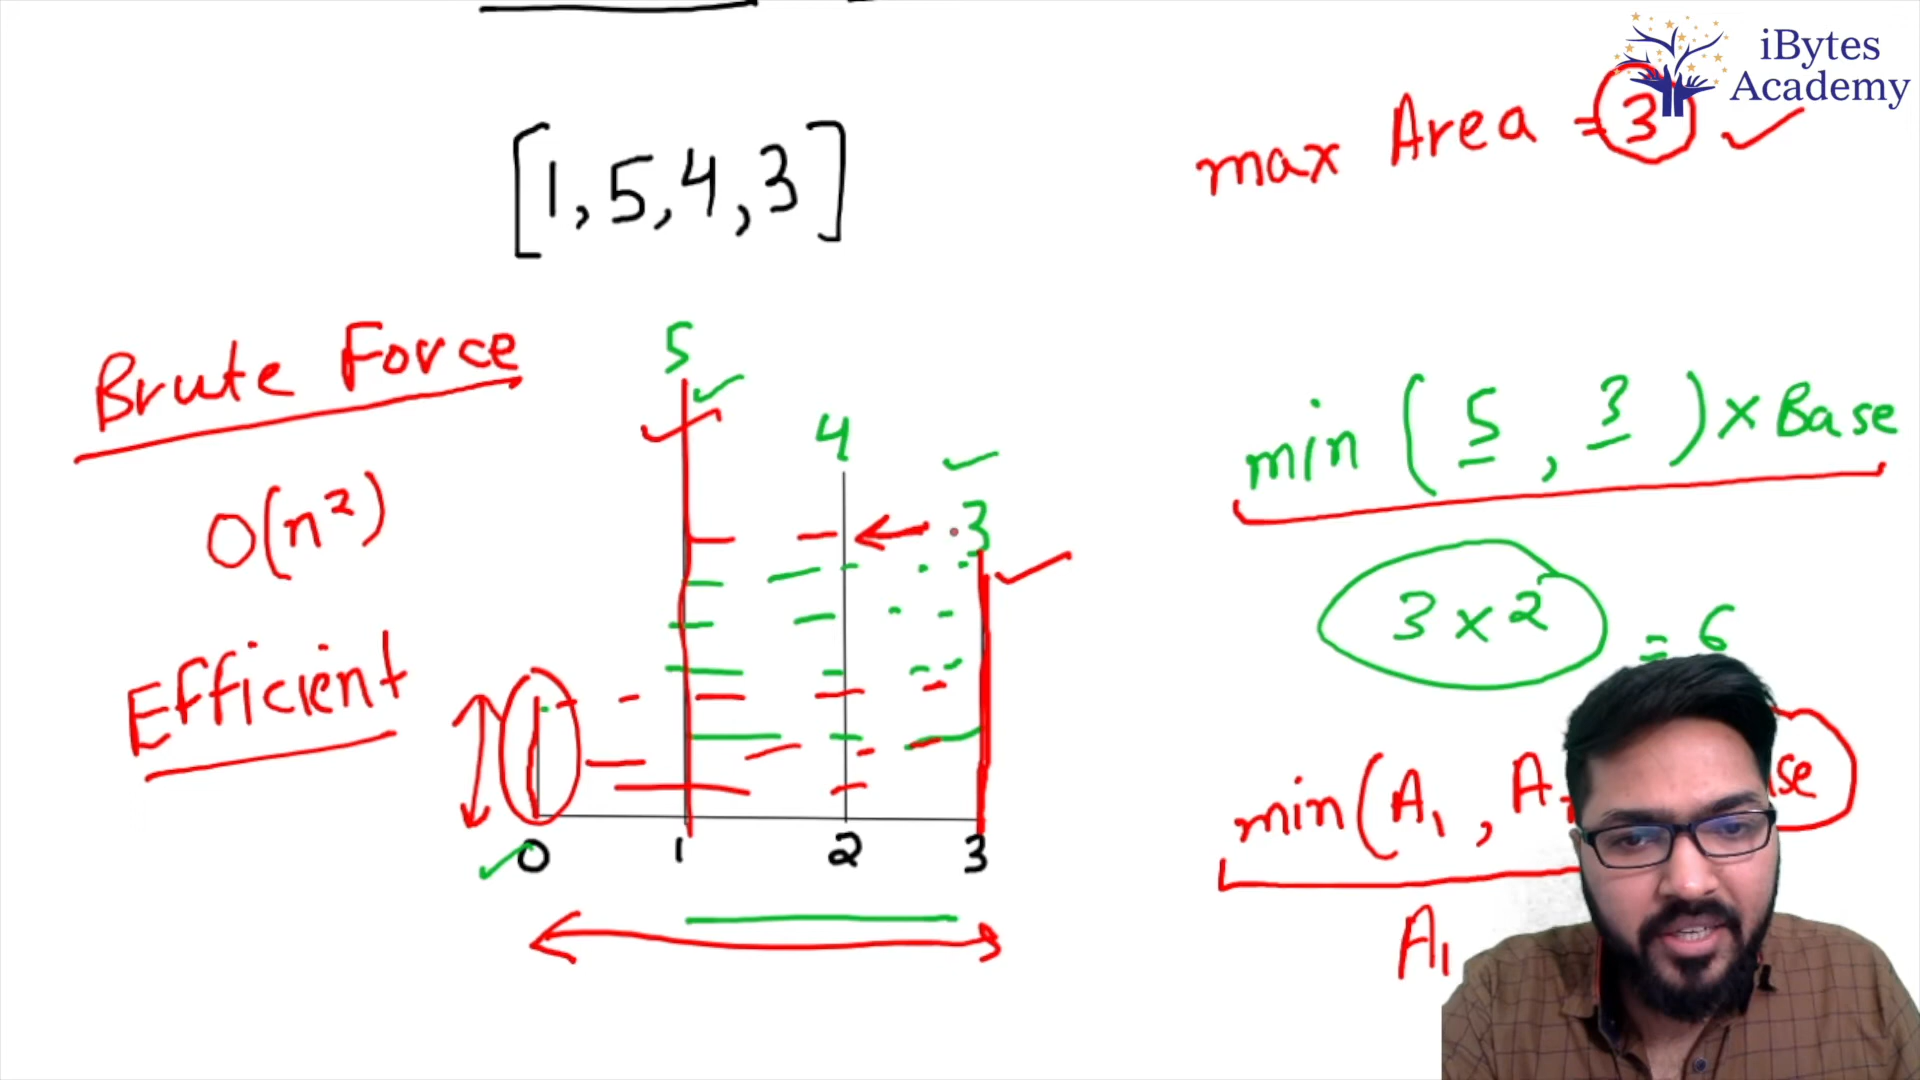 iBytes
Academy
max Area = 3
[1, 5, 4, 3]
Brute Force
O(n²)
Efficient
5
4
3
0 1 2 3
min ( 5 , 3 ) x Base
3 x 2 = 6
min(A₁ , A
se
A₁